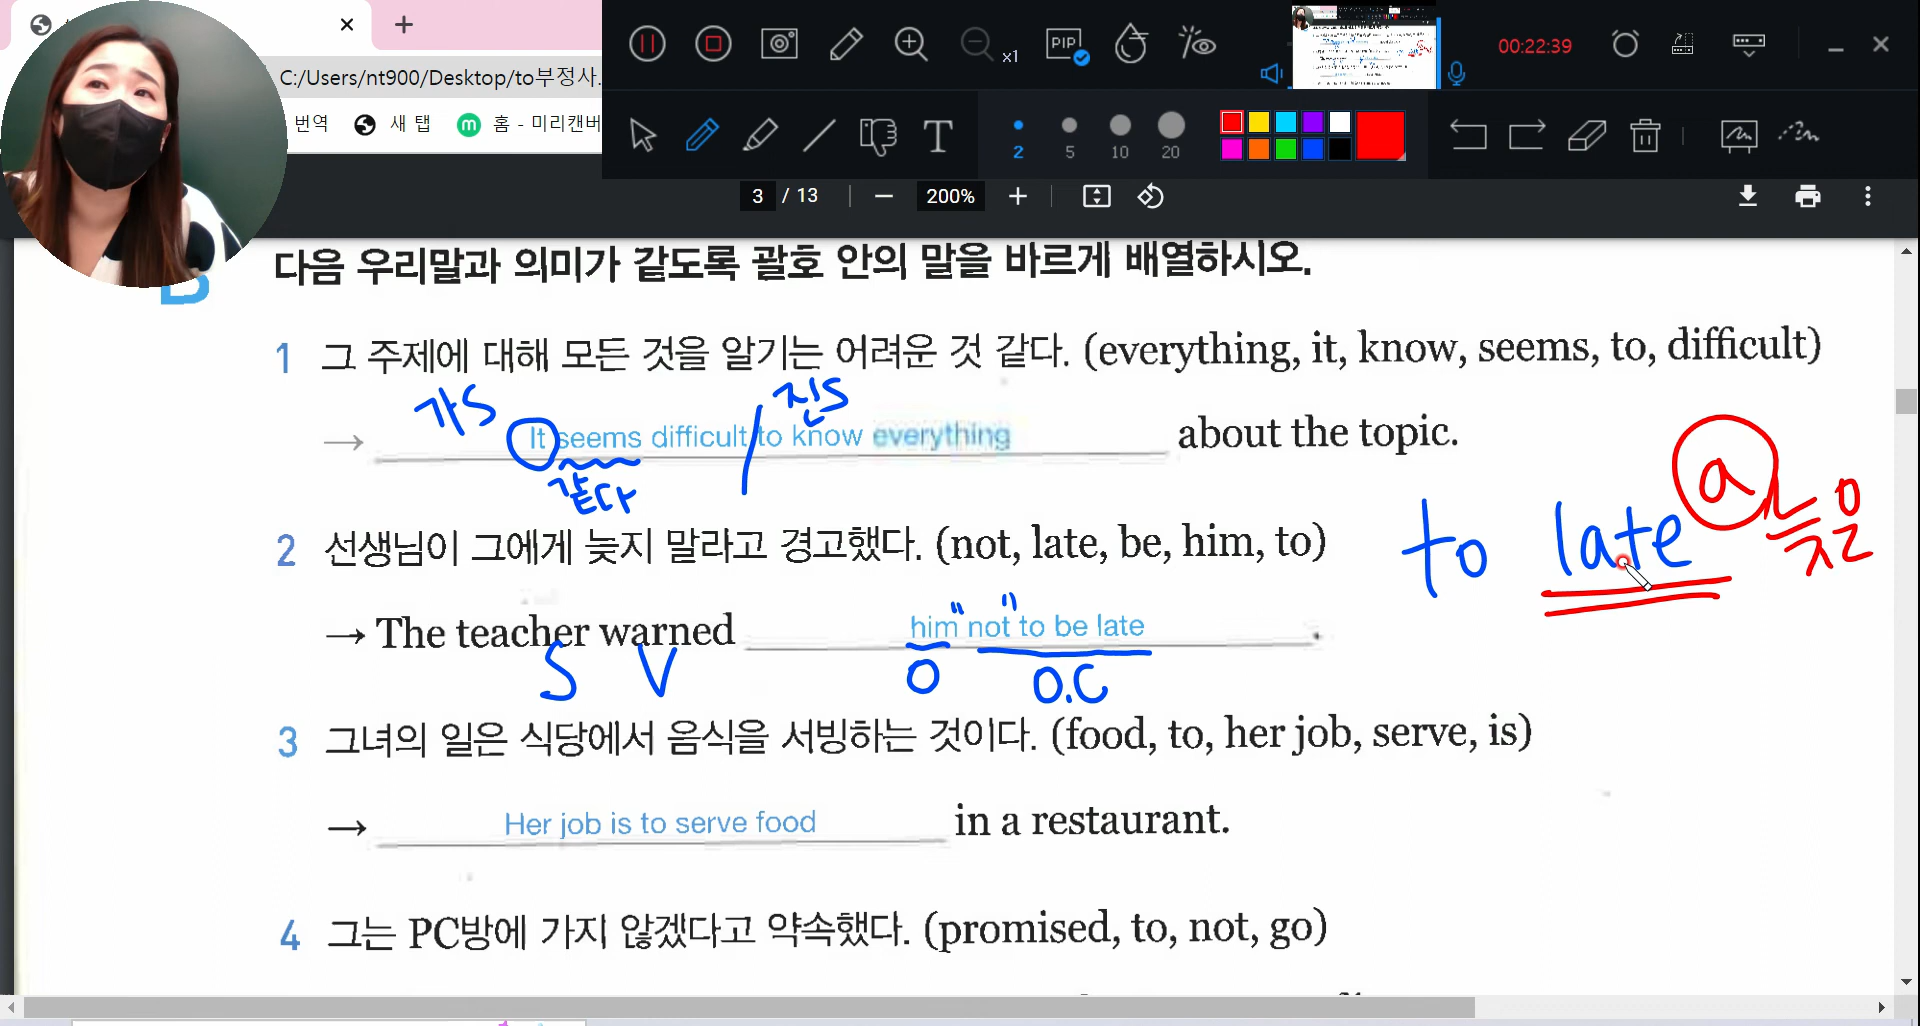 C:/Users/nt900/Desktop/to부정사.
번역 새 탭 홈 - 미리캔버
x1
PIP
00:22:39
T
2 5 10 20
3 / 13 200%
B 다음 우리말과 의미가 같도록 괄호 안의 말을 바르게 배열하시오.
1 그 주제에 대해 모든 것을 알기는 어려운 것 같다. (everything, it, know, seems, to, difficult)
가S 진S
→ It seems difficult to know everything about the topic.
같다
a 늦은
to late
2 선생님이 그에게 늦지 말라고 경고했다. (not, late, be, him, to)
→ The teacher warned him not to be late.
S V O O.C
3 그녀의 일은 식당에서 음식을 서빙하는 것이다. (food, to, her job, serve, is)
→ Her job is to serve food in a restaurant.
4 그는 PC방에 가지 않겠다고 약속했다. (promised, to, not, go)